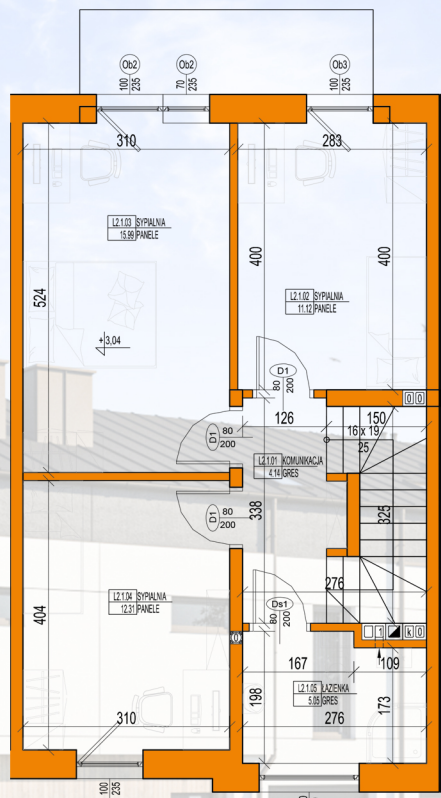 Ob2 Ob2 Ob3
100 235 70 235 100 235
310 283
L2.1.03 SYPIALNIA
15.99 PANELE
400 400
524
L2.1.02 SYPIALNIA
11.12 PANELE
+ 3,04
D1
80
200
126 150
16 x 19
25
D1 80
200
L2.1.01 KOMUNIKACJA
4.14 GRES
D1 80
200
338 325
276
L2.1.04 SYPIALNIA
12.31 PANELE
Ds1
80
200
404
1 k 0
167 109
L2.1.05 ŁAZIENKA
5.05 GRES
198 173
310 276
100 235